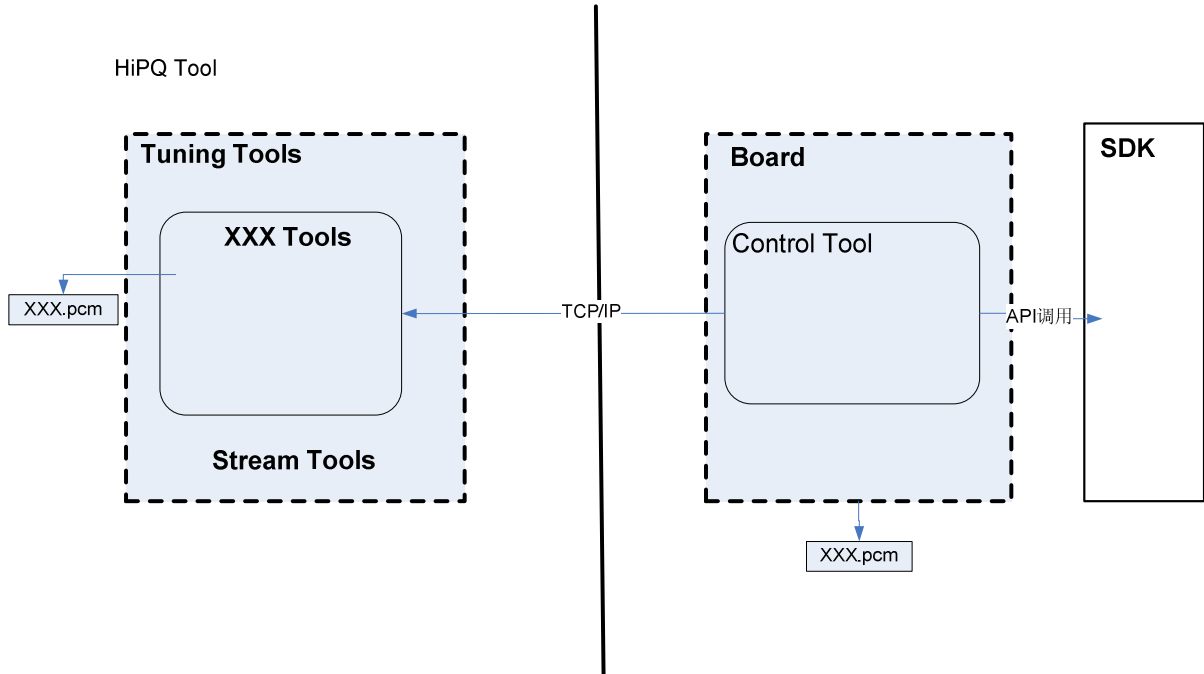 HiPQ Tool
Tuning Tools
XXX Tools
XXX.pcm
Stream Tools
TCP/IP
Board
Control Tool
API调用
XXX.pcm
SDK